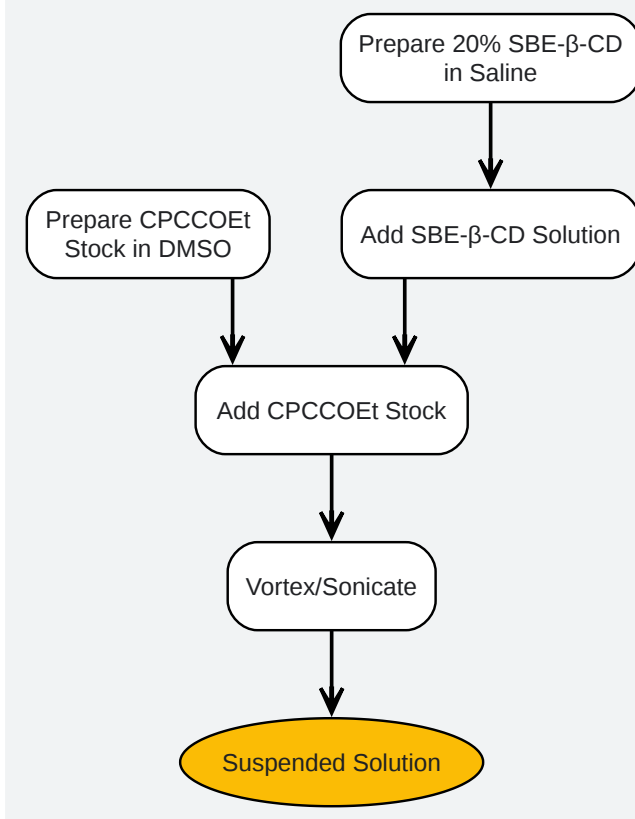 Prepare 20% SBE-β-CD
in Saline
Prepare CPCCOEt
Stock in DMSO
Add SBE-β-CD Solution
Add CPCCOEt Stock
Vortex/Sonicate
Suspended Solution